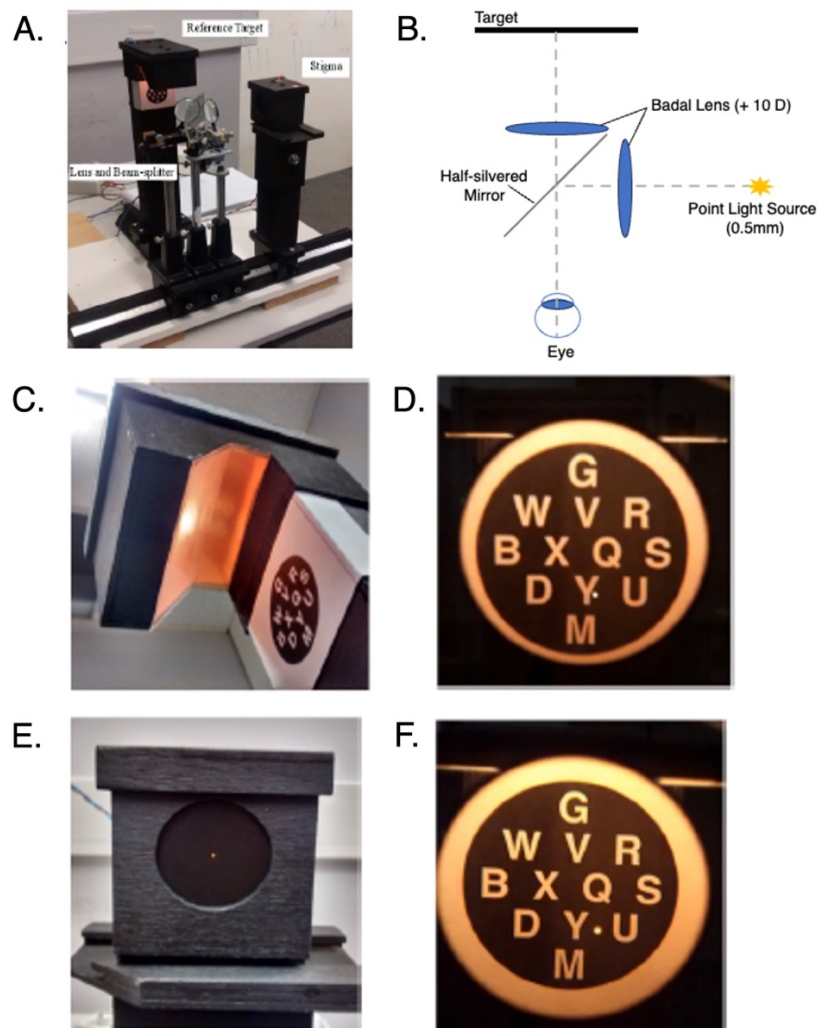 A.
Reference Target
Stigma
Lens and Beam-splitter
B.
Target
Badal Lens (+ 10 D)
Half-silvered
Mirror
Point Light Source
(0.5mm)
Eye
C.
D.
G
W V R
B X Q S
D Y U
M
E.
F.
G
W V R
B X Q S
D Y U
M